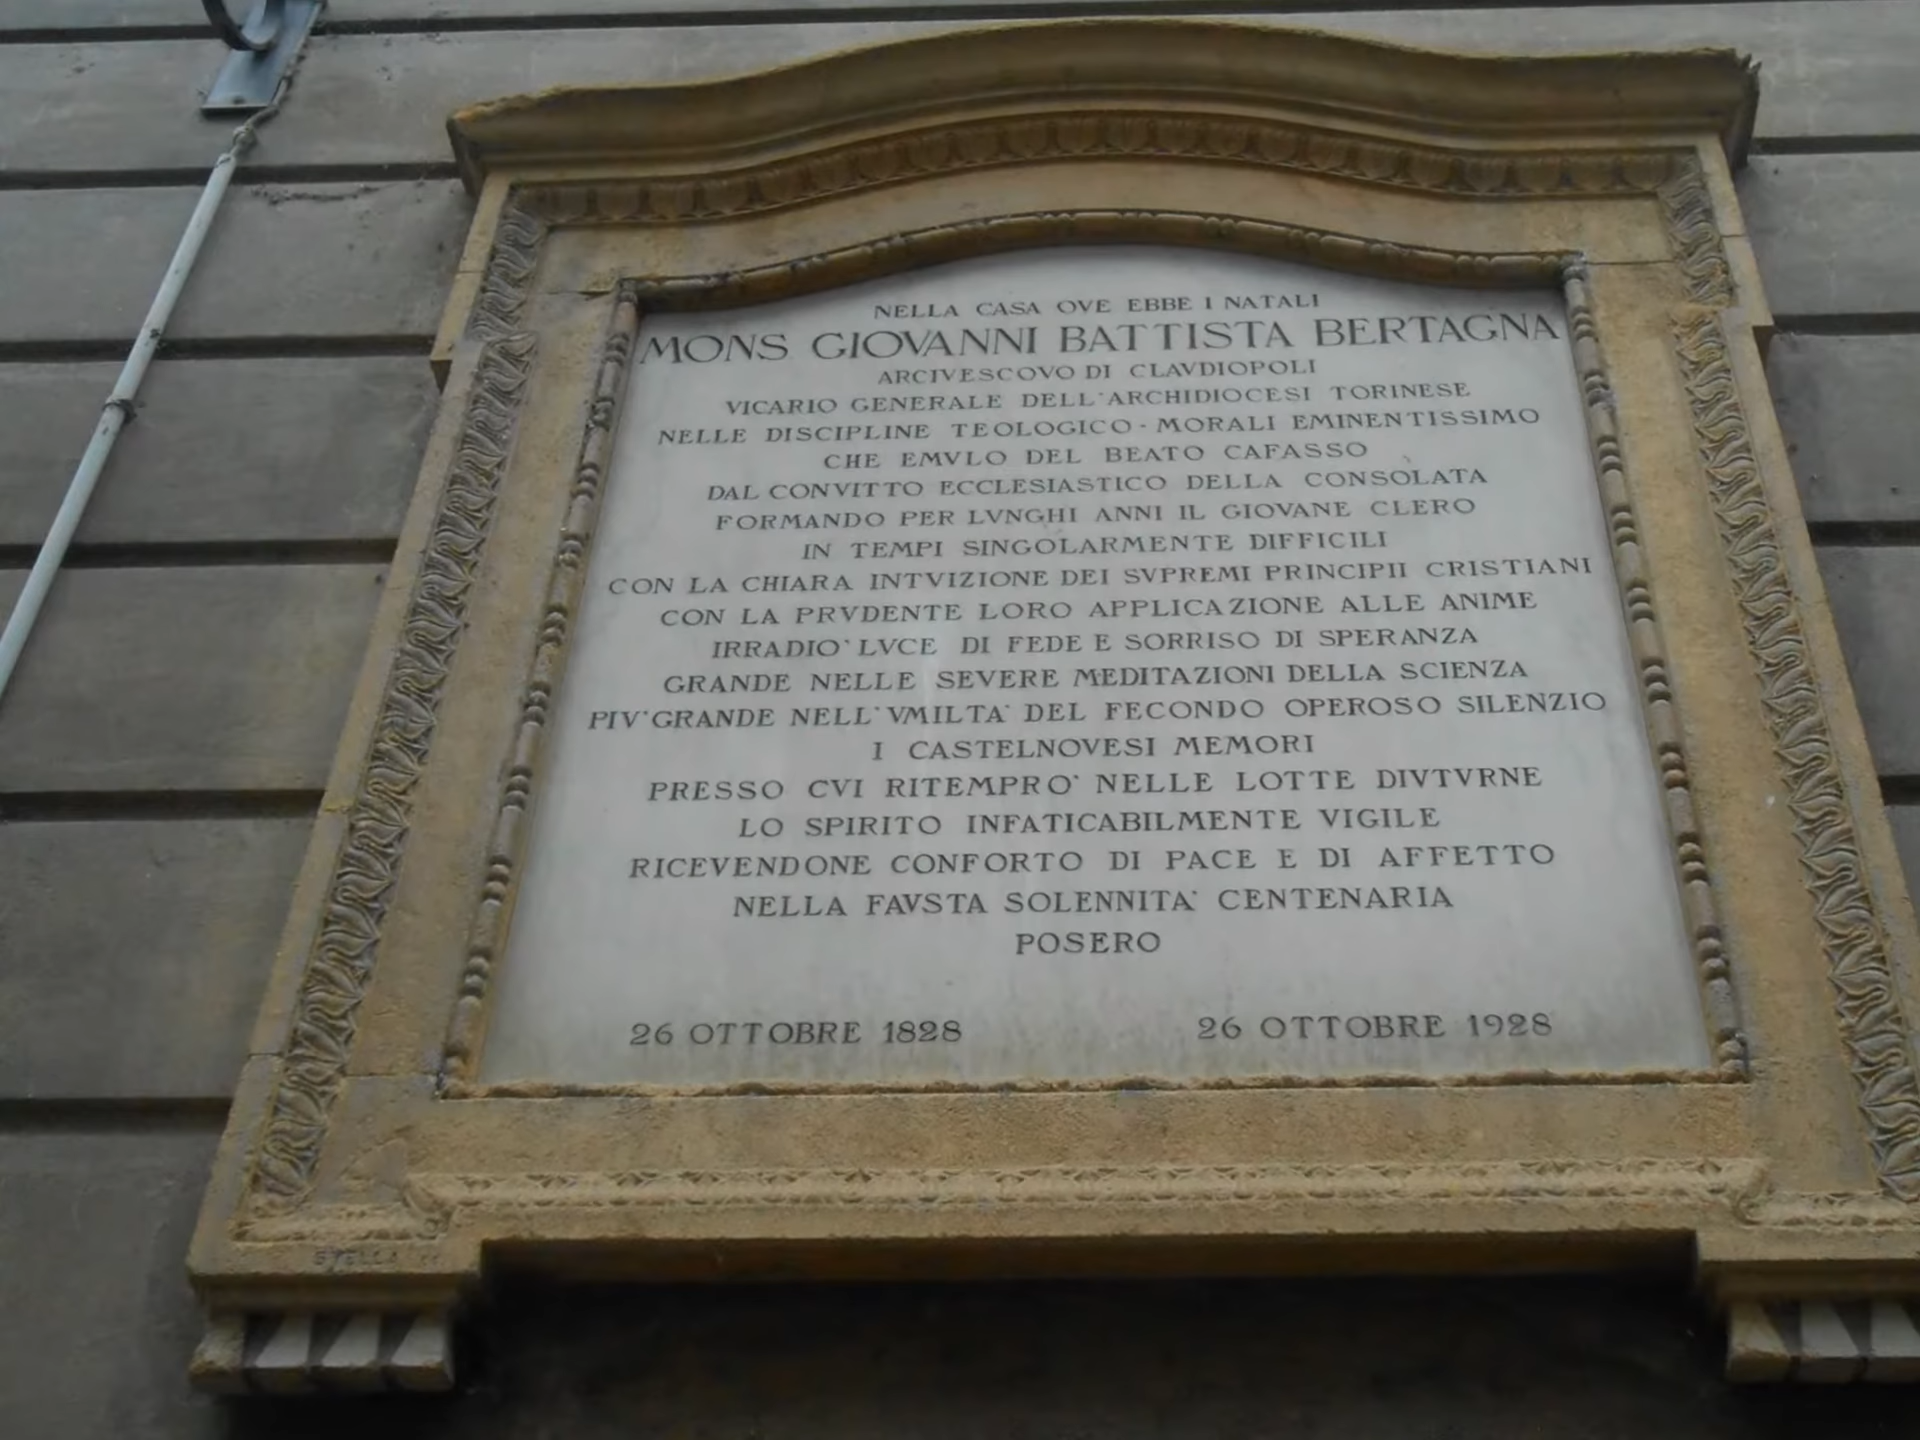 NELLA CASA OVE EBBE I NATALI
MONS GIOVANNI BATTISTA BERTAGNA
ARCIVESCOVO DI CLAVDIOPOLI
VICARIO GENERALE DELL'ARCHIDIOCESI TORINESE
NELLE DISCIPLINE TEOLOGICO-MORALI EMINENTISSIMO
CHE EMVLO DEL BEATO CAFASSO
DAL CONVITTO ECCLESIASTICO DELLA CONSOLATA
FORMANDO PER LVNGHI ANNI IL GIOVANE CLERO
IN TEMPI SINGOLARMENTE DIFFICILI
CON LA CHIARA INTVIZIONE DEI SVPREMI PRINCIPII CRISTIANI
CON LA PRVDENTE LORO APPLICAZIONE ALLE ANIME
IRRADIO' LVCE DI FEDE E SORRISO DI SPERANZA
GRANDE NELLE SEVERE MEDITAZIONI DELLA SCIENZA
PIV' GRANDE NELL'VMILTA' DEL FECONDO OPEROSO SILENZIO
I CASTELNOVESI MEMORI
PRESSO CVI RITEMPRO' NELLE LOTTE DIVTVRNE
LO SPIRITO INFATICABILMENTE VIGILE
RICEVENDONE CONFORTO DI PACE E DI AFFETTO
NELLA FAVSTA SOLENNITA' CENTENARIA
POSERO
26 OTTOBRE 1828 26 OTTOBRE 1928
STELLA